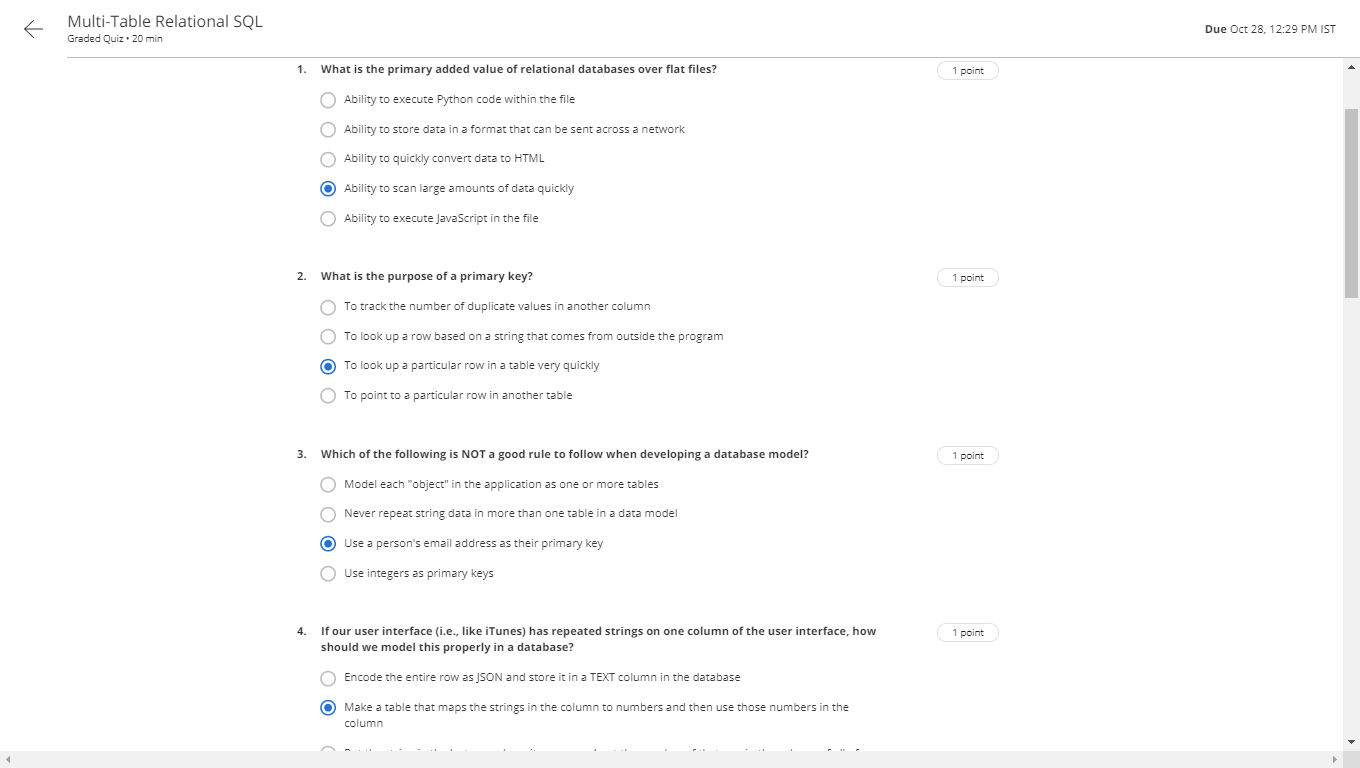 Multi-Table Relational SQL
Graded Quiz • 20 min
Due Oct 28, 12:29 PM IST
1. What is the primary added value of relational databases over flat files?
1 point
Ability to execute Python code within the file
Ability to store data in a format that can be sent across a network
Ability to quickly convert data to HTML
Ability to scan large amounts of data quickly
Ability to execute JavaScript in the file
2. What is the purpose of a primary key?
1 point
To track the number of duplicate values in another column
To look up a row based on a string that comes from outside the program
To look up a particular row in a table very quickly
To point to a particular row in another table
3. Which of the following is NOT a good rule to follow when developing a database model?
1 point
Model each "object" in the application as one or more tables
Never repeat string data in more than one table in a data model
Use a person's email address as their primary key
Use integers as primary keys
4. If our user interface (i.e., like iTunes) has repeated strings on one column of the user interface, how
should we model this properly in a database?
1 point
Encode the entire row as JSON and store it in a TEXT column in the database
Make a table that maps the strings in the column to numbers and then use those numbers in the
column